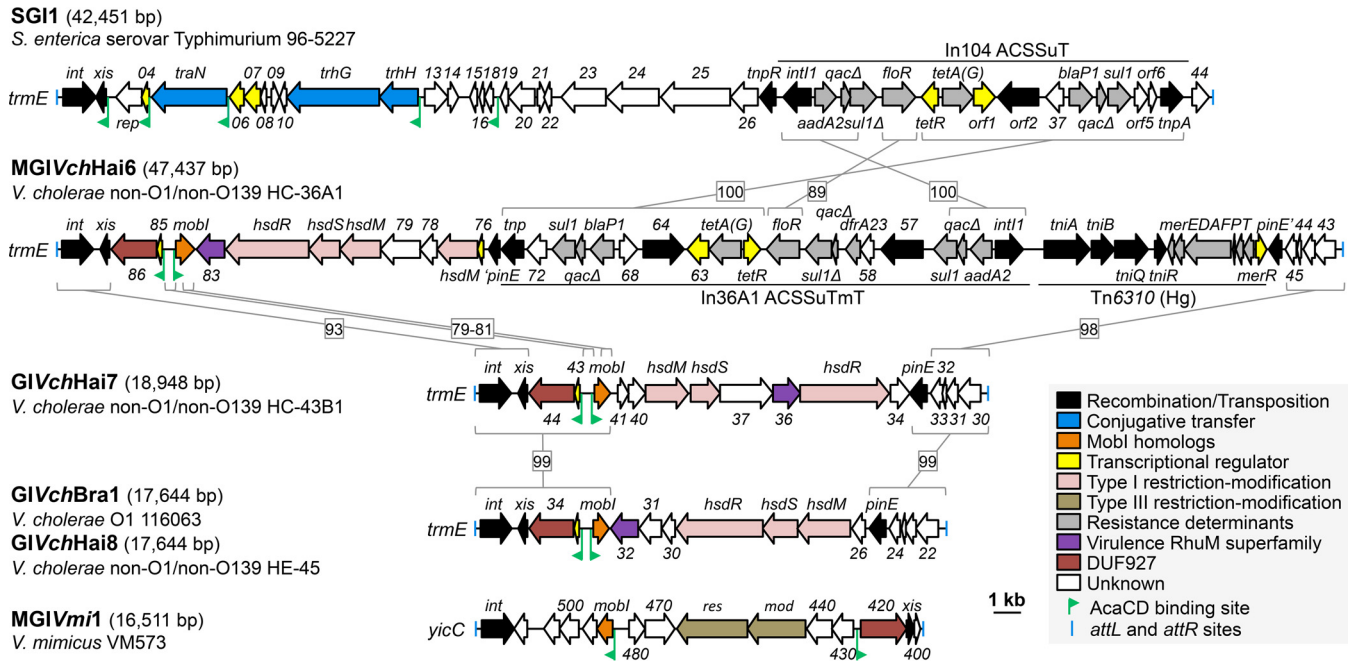 SGI1 (42,451 bp)
S. enterica serovar Typhimurium 96-5227
In104 ACSSuT
int xis 04 traN 07 09 trhG trhH 13 14 15 18 19 21 23 24 25 tnpR intI1 qacΔ floR tetA(G) blaP1 sul1 orf6 44
trmE
rep 06 08 10 16 20 22 26 aadA2 sul1Δ tetR orf1 orf2 37 qacΔ orf5 tnpA
MGIVchHai6 (47,437 bp)
V. cholerae non-O1/non-O139 HC-36A1
100 89 100
int xis 85 mobI hsdR hsdS hsdM 79 78 76 tnp sul1 blaP1 64 tetA(G) floR qacΔ dfrA23 57 qacΔ intI1 tniA tniB merEDAFPT pinE' 44 43
trmE
86 83 hsdM 'pinE 72 qacΔ 68 63 tetR sul1Δ 58 sul1 aadA2 tniQ tniR merR 45
In36A1 ACSSuTmT
Tn6310 (Hg)
93 79-81 98
GIVchHai7 (18,948 bp)
V. cholerae non-O1/non-O139 HC-43B1
int xis 43 mobI hsdM hsdS hsdR pinE 32
trmE
44 41 40 37 36 34 33 31 30
99 99
GIVchBra1 (17,644 bp)
V. cholerae O1 116063
GIVchHai8 (17,644 bp)
V. cholerae non-O1/non-O139 HE-45
int xis 34 mobI 31 hsdR hsdS hsdM pinE
trmE
32 30 26 24 22
MGIVmi1 (16,511 bp)
V. mimicus VM573
int 500 mobI 470 res mod 440 420 xis
yicC
480 430 400
1 kb
Recombination/Transposition
Conjugative transfer
MobI homologs
Transcriptional regulator
Type I restriction-modification
Type III restriction-modification
Resistance determinants
Virulence RhuM superfamily
DUF927
Unknown
AcaCD binding site
attL and attR sites